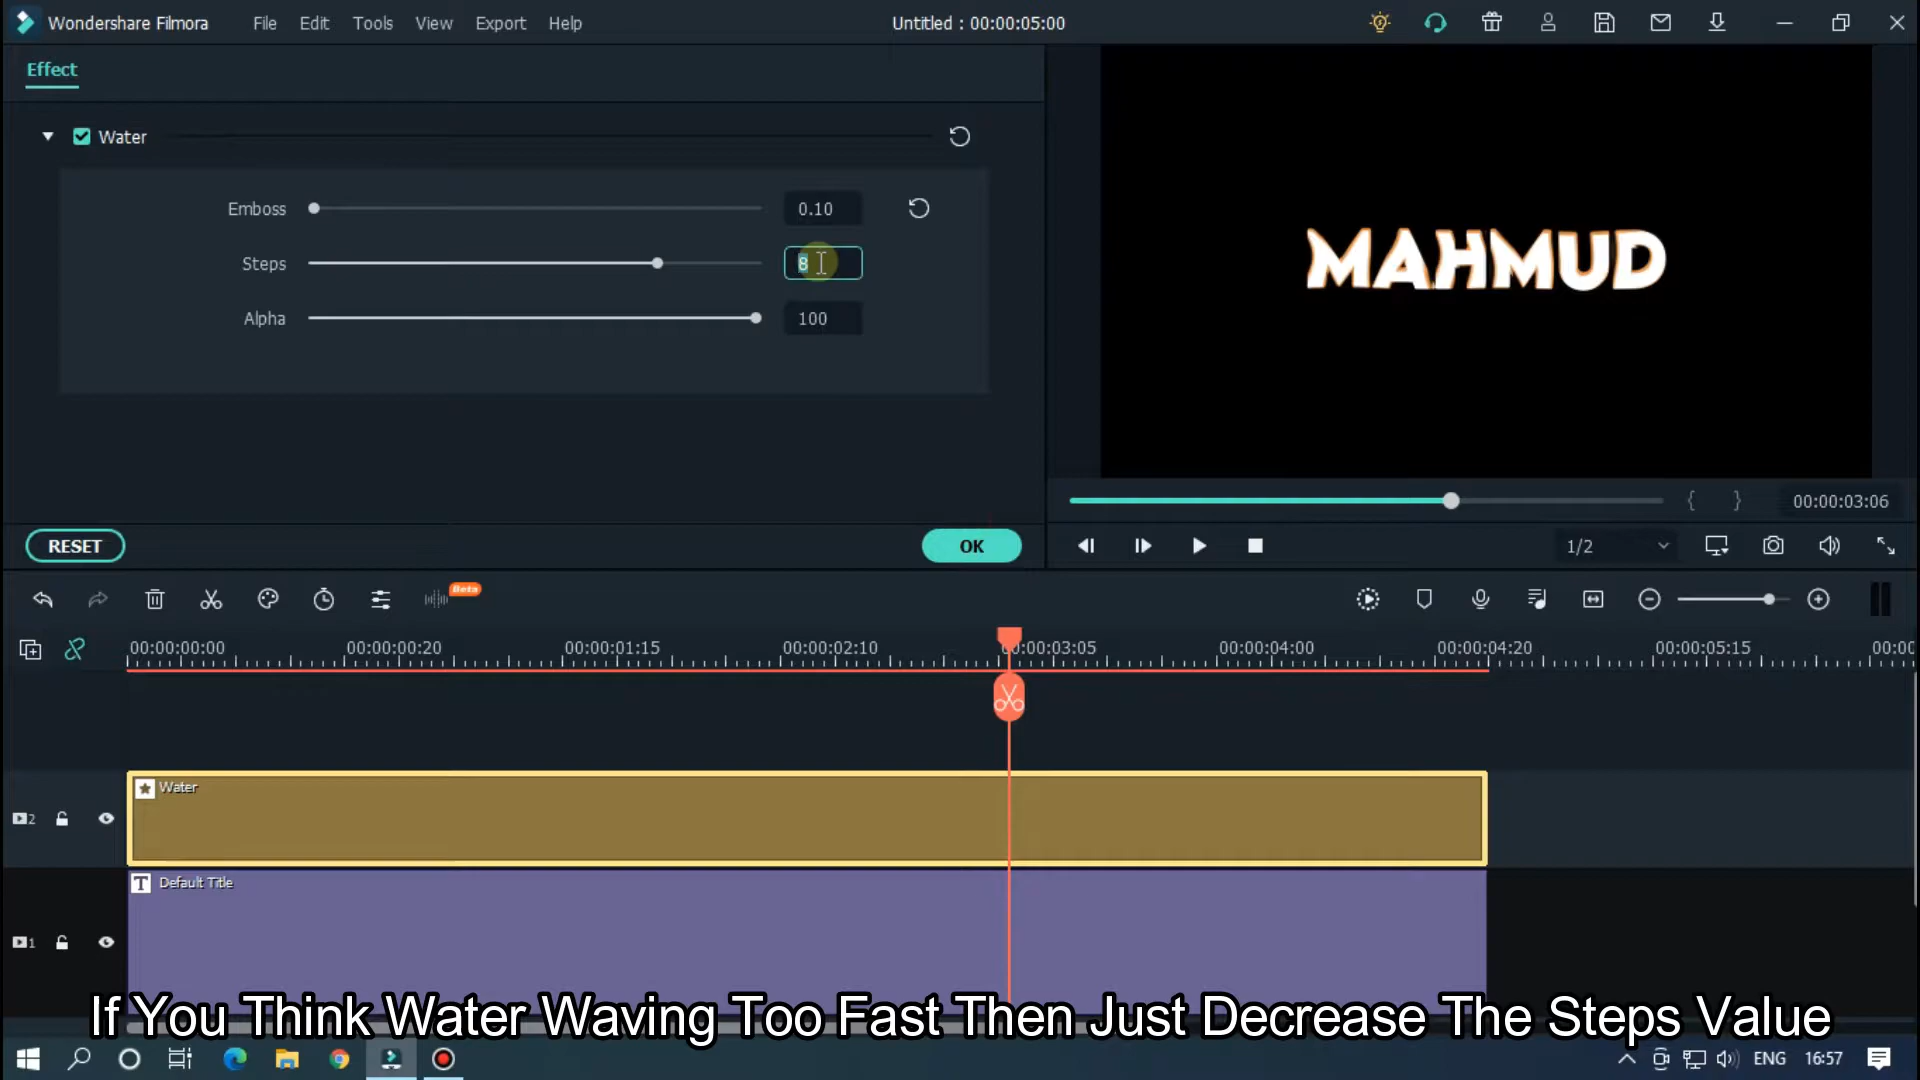 Wondershare Filmora File Edit Tools View Export Help Untitled : 00:00:05:00
Effect
Water
Emboss 0.10
Steps 8
Alpha 100
MAHMUD
RESET OK
{ } 00:00:03:06
1/2
Beta
00:00:00:00 00:00:00:20 00:00:01:15 00:00:02:10 00:00:03:05 00:00:04:00 00:00:04:20 00:00:05:15
Water
2
T Default Title
1
If You Think Water Waving Too Fast Then Just Decrease The Steps Value
ENG 16:57